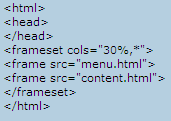 <html>
<head>
</head>
<frameset cols="30%,*">
<frame src="menu.html">
<frame src="content.html">
</frameset>
</html>